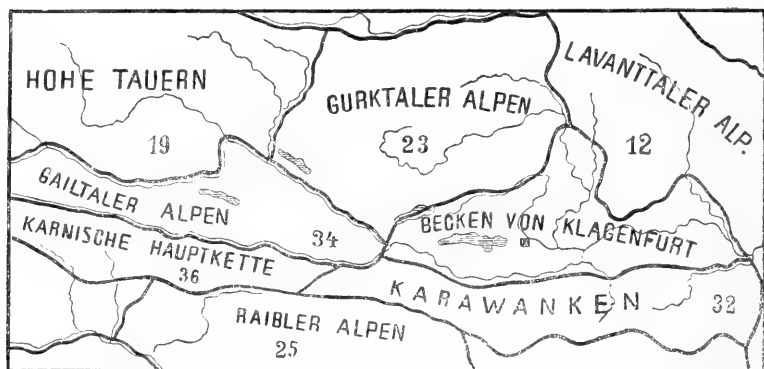 HOHE TAUERN
19
GURKTALER ALPEN
23
LAVANTTALER ALP.
12
GAILTALER ALPEN
34
BECKEN VON KLAGENFURT
KARNISCHE HAUPTKETTE
36
KARAWANKEN
32
RAIBLER ALPEN
25